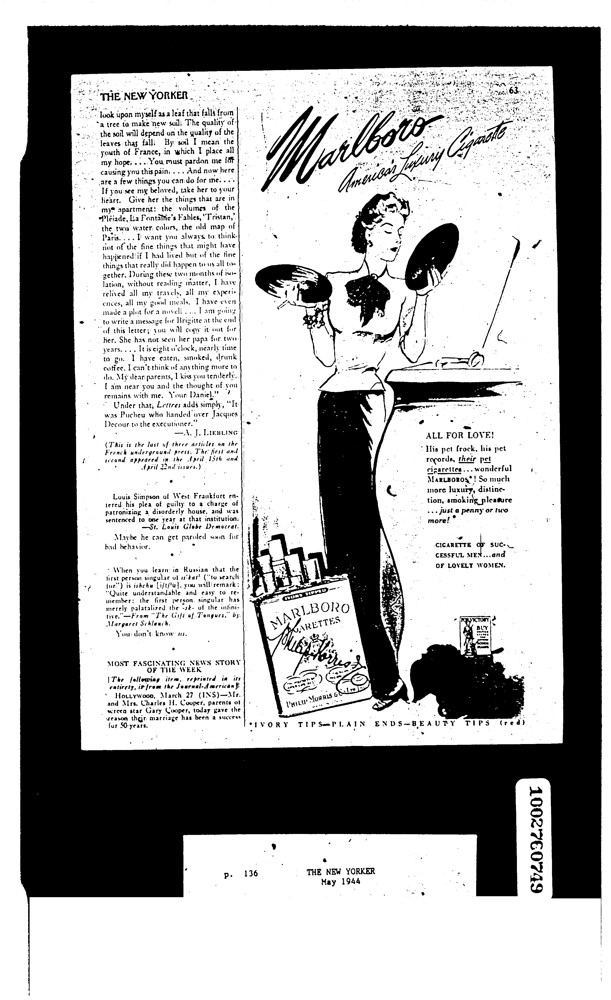 THE NEW YORKER
63
look upon myself as a leaf that falls from
a tree to make new soil. The quality of
the soil will depend on the quality of the
leaves that fall. By soil I mean the
youth of France, in which I place all
my hope. . . . You must pardon me for
causing you this pain. . . . And now here
are a few things you can do for me. . . .
If you see my beloved, take her to your
heart. Give her the things that are in
my apartment: the volumes of the
Pléiade, La Fontaine's Fables, 'Tristan,'
the two water colors, the old map of
Paris. . . . I want you always to think
not of the fine things that might have
happened if I had lived but of the fine
things that really did happen to us all to-
gether. During these two months of iso-
lation, without reading matter, I have
relived all my travels, all my experi-
ences, all my good meals. I have even
made a plot for a novel. . . . I am going
to write a message for Brigitte at the end
of this letter; you will copy it out for
her. She has not seen her papa for two
years. . . . It is eight o'clock, nearly time
to go. I have eaten, smoked, drunk
coffee. I can't think of anything more to
do. My dear parents, I kiss you tenderly.
I am near you and the thought of you
remains with me. Your Daniel."
Under that, Lettres adds simply, "It
was Pucheu who handed over Jacques
Decour to the executioner."
—A. J. LIEBLING
(This is the last of three articles on the
French underground press. The first and
second appeared in the April 15th and
April 22nd issues.)
Louis Simpson of West Frankfort en-
tered his plea of guilty to a charge of
patronizing a disorderly house, and was
sentenced to one year at that institution.
—St. Louis Globe Democrat.
Maybe he can get paroled soon for
bad behavior.
When you learn in Russian that the
first person singular of
for") is you will remark:
"Quite understandable and easy to re-
member: the first person singular has
merely palatalized the -sk- of the infini-
tive."—From "The Gift of Tongues," by
Margaret Schlauch.
You don't know us.
MOST FASCINATING NEWS STORY
OF THE WEEK
[The following item, reprinted in its
entirety, is from the Journal-American]
HOLLYWOOD, March 27 (INS)—Mr.
and Mrs. Charles H. Cooper, parents of
screen star Gary Cooper, today gave the
reason their marriage has been a success
for 50 years.
Marlboro
America's Luxury Cigarette
ALL FOR LOVE!
His pet frock, his pet
records, their pet
cigarettes . . . wonderful
MARLBOROS*! So much
more luxury, distinc-
tion, smoking pleasure
. . . just a penny or two
more!
CIGARETTE OF SUC-
CESSFUL MEN...and
OF LOVELY WOMEN.
IVORY TIPPED
MARLBORO
CIGARETTES
Philip Morris
PHILIP MORRIS & Co., Ltd.
FOR VICTORY
BUY
*IVORY TIPS—PLAIN ENDS—BEAUTY TIPS (red)
1002760749
p. 136
THE NEW YORKER
May 1944